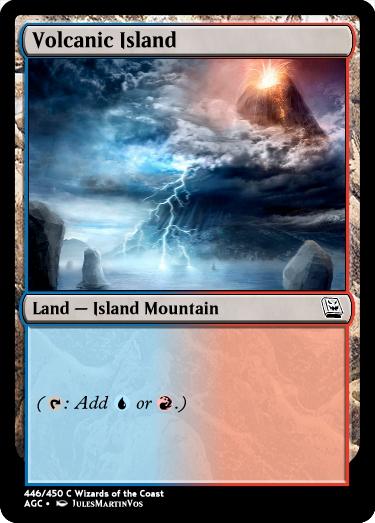 Volcanic Island
Land — Island Mountain
( : Add or .)
446/450 C Wizards of the Coast
AGC • JulesMartinVos